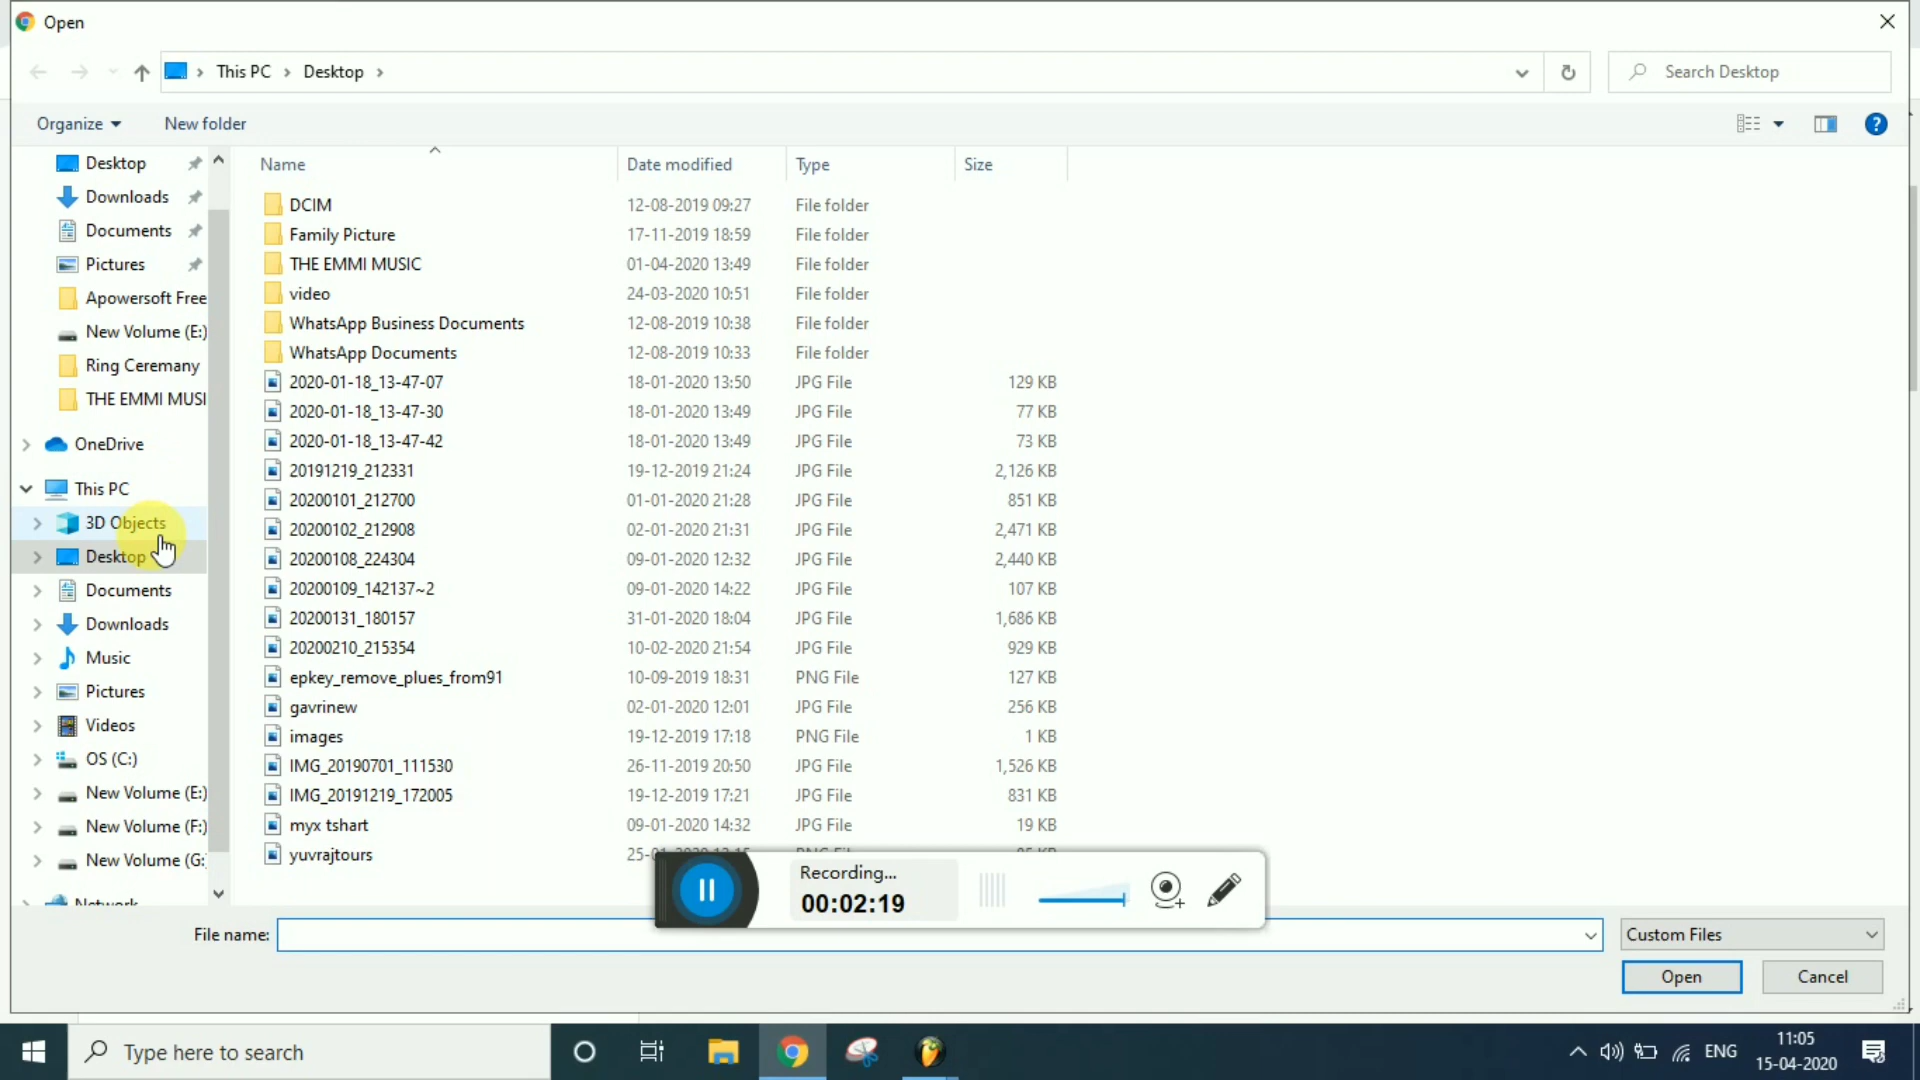 Open
This PC > Desktop >
Search Desktop
Organize
New folder
Name Date modified Type Size
Desktop
Downloads
Documents
Pictures
Apowersoft Free
New Volume (E:)
Ring Ceremany
THE EMMI MUSI
OneDrive
This PC
3D Objects
Desktop
Documents
Downloads
Music
Pictures
Videos
OS (C:)
New Volume (E:)
New Volume (F:)
New Volume (G:
Network
DCIM 12-08-2019 09:27 File folder
Family Picture 17-11-2019 18:59 File folder
THE EMMI MUSIC 01-04-2020 13:49 File folder
video 24-03-2020 10:51 File folder
WhatsApp Business Documents 12-08-2019 10:38 File folder
WhatsApp Documents 12-08-2019 10:33 File folder
2020-01-18_13-47-07 18-01-2020 13:50 JPG File 129 KB
2020-01-18_13-47-30 18-01-2020 13:49 JPG File 77 KB
2020-01-18_13-47-42 18-01-2020 13:49 JPG File 73 KB
20191219_212331 19-12-2019 21:24 JPG File 2,126 KB
20200101_212700 01-01-2020 21:28 JPG File 851 KB
20200102_212908 02-01-2020 21:31 JPG File 2,471 KB
20200108_224304 09-01-2020 12:32 JPG File 2,440 KB
20200109_142137~2 09-01-2020 14:22 JPG File 107 KB
20200131_180157 31-01-2020 18:04 JPG File 1,686 KB
20200210_215354 10-02-2020 21:54 JPG File 929 KB
epkey_remove_plues_from91 10-09-2019 18:31 PNG File 127 KB
gavrinew 02-01-2020 12:01 JPG File 256 KB
images 19-12-2019 17:18 PNG File 1 KB
IMG_20190701_111530 26-11-2019 20:50 JPG File 1,526 KB
IMG_20191219_172005 19-12-2019 17:21 JPG File 831 KB
myx tshart 09-01-2020 14:32 JPG File 19 KB
yuvrajtours
Recording...
00:02:19
File name:
Custom Files
Open
Cancel
Type here to search
ENG
11:05
15-04-2020